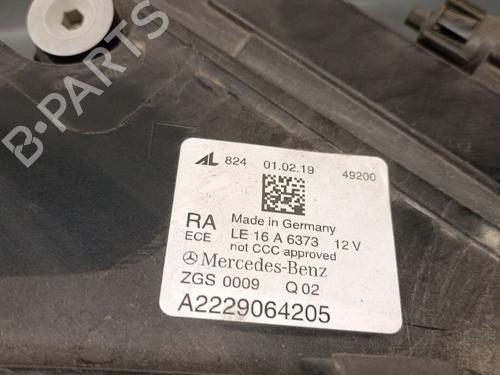 B-PARTS
AL 824 01.02.19 49200
RA Made in Germany
ECE LE 16 A 6373 12 V
not CCC approved
Mercedes-Benz
ZGS 0009 Q 02
A2229064205